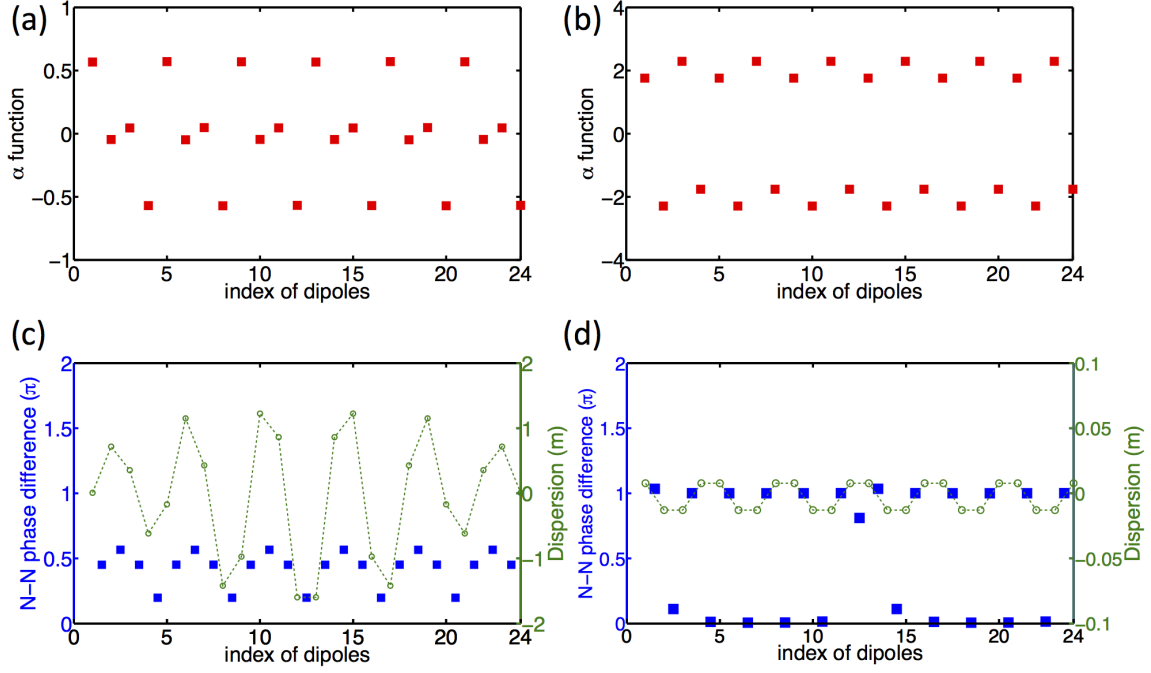 (a)
1
0.5
0
−0.5
−1
α function
0 5 10 15 20 24
index of dipoles
(b)
4
2
0
−2
−4
α function
0 5 10 15 20 24
index of dipoles
(c)
2
1.5
1
0.5
0
N−N phase difference (π)
2
1
0
−1
−2
Dispersion (m)
0 5 10 15 20 24
index of dipoles
(d)
2
1.5
1
0.5
0
N−N phase difference (π)
0.1
0.05
0
−0.05
−0.1
Dispersion (m)
0 5 10 15 20 24
index of dipoles